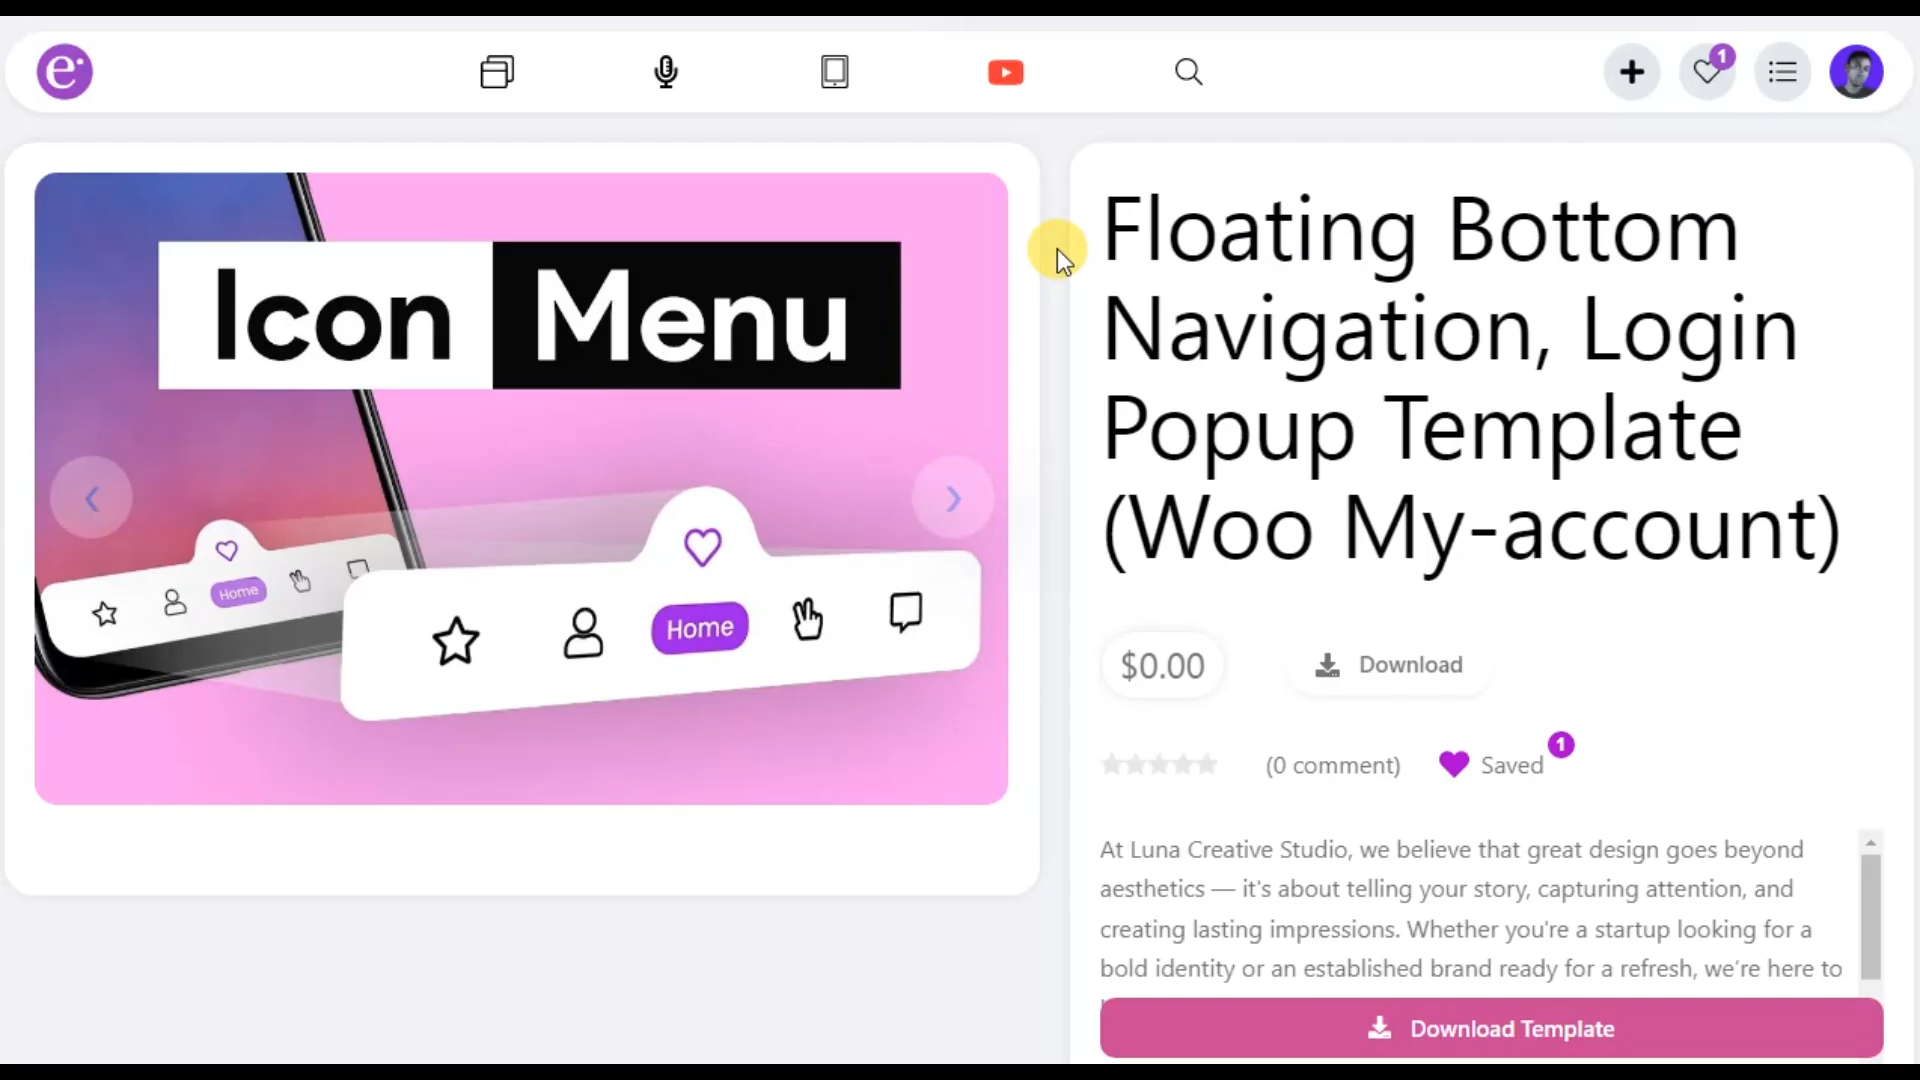 e
1
Icon Menu
Home
Home
Floating Bottom
Navigation, Login
Popup Template
(Woo My-account)
$0.00
Download
(0 comment)
Saved
1
At Luna Creative Studio, we believe that great design goes beyond
aesthetics — it's about telling your story, capturing attention, and
creating lasting impressions. Whether you're a startup looking for a
bold identity or an established brand ready for a refresh, we're here to
Download Template